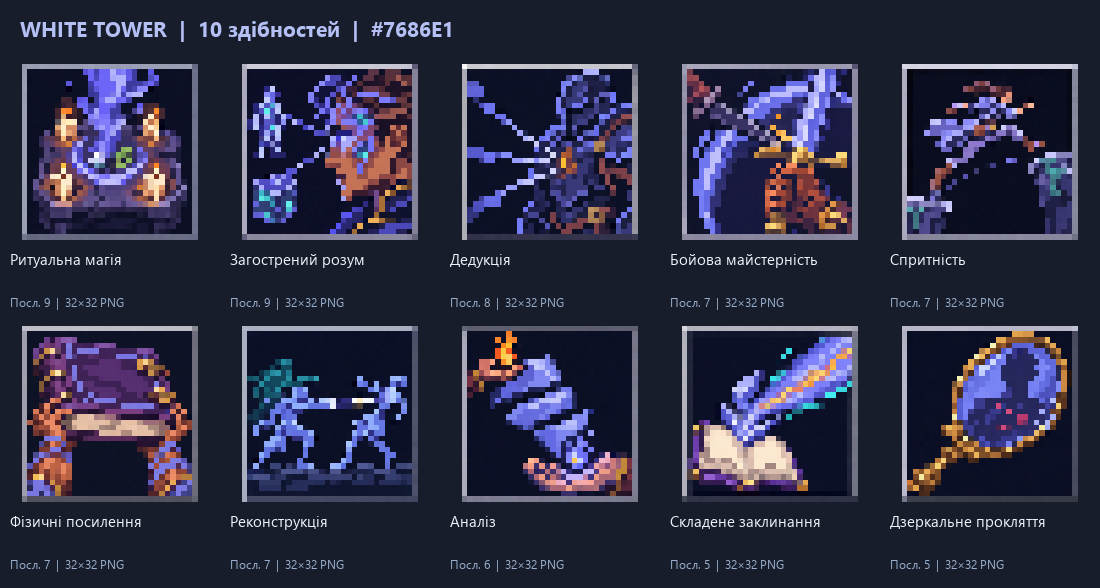 WHITE TOWER | 10 здібностей | #7686E1
Ритуальна магія
Загострений розум
Дедукція
Бойова майстерність
Спритність
Посл. 9 | 32×32 PNG
Посл. 9 | 32×32 PNG
Посл. 8 | 32×32 PNG
Посл. 7 | 32×32 PNG
Посл. 7 | 32×32 PNG
Фізичні посилення
Реконструкція
Аналіз
Складене заклинання
Дзеркальне прокляття
Посл. 7 | 32×32 PNG
Посл. 7 | 32×32 PNG
Посл. 6 | 32×32 PNG
Посл. 5 | 32×32 PNG
Посл. 5 | 32×32 PNG